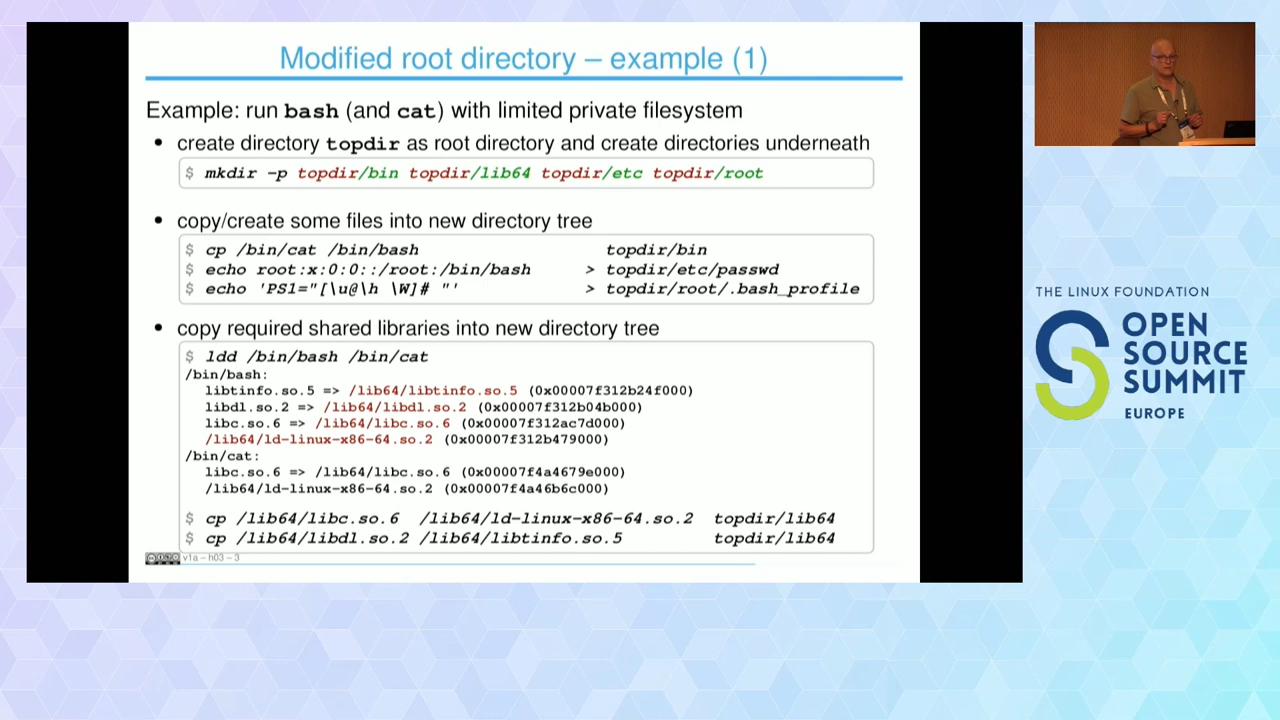 Modified root directory – example (1)
Example: run bash (and cat) with limited private filesystem
• create directory topdir as root directory and create directories underneath
$ mkdir -p topdir/bin topdir/lib64 topdir/etc topdir/root
• copy/create some files into new directory tree
$ cp /bin/cat /bin/bash topdir/bin
$ echo root:x:0:0::/root:/bin/bash > topdir/etc/passwd
$ echo 'PS1="[\u@\h \W]# "' > topdir/root/.bash_profile
• copy required shared libraries into new directory tree
$ ldd /bin/bash /bin/cat
/bin/bash:
libtinfo.so.5 => /lib64/libtinfo.so.5 (0x00007f312b24f000)
libdl.so.2 => /lib64/libdl.so.2 (0x00007f312b04b000)
libc.so.6 => /lib64/libc.so.6 (0x00007f312ac7d000)
/lib64/ld-linux-x86-64.so.2 (0x00007f312b479000)
/bin/cat:
libc.so.6 => /lib64/libc.so.6 (0x00007f4a4679e000)
/lib64/ld-linux-x86-64.so.2 (0x00007f4a46b6c000)
$ cp /lib64/libc.so.6 /lib64/ld-linux-x86-64.so.2 topdir/lib64
$ cp /lib64/libdl.so.2 /lib64/libtinfo.so.5 topdir/lib64
v1a – h03 – 3
THE LINUX FOUNDATION
OPEN
SOURCE
SUMMIT
EUROPE